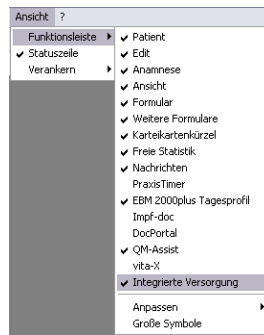 Ansicht ?
Funktionsleiste
Statuszeile
Verankern
Patient
Edit
Anamnese
Ansicht
Formular
Weitere Formulare
Karteikartenkürzel
Freie Statistik
Nachrichten
PraxisTimer
EBM 2000plus Tagesprofil
Impf-doc
DocPortal
QM-Assist
vita-X
Integrierte Versorgung
Anpassen
Große Symbole